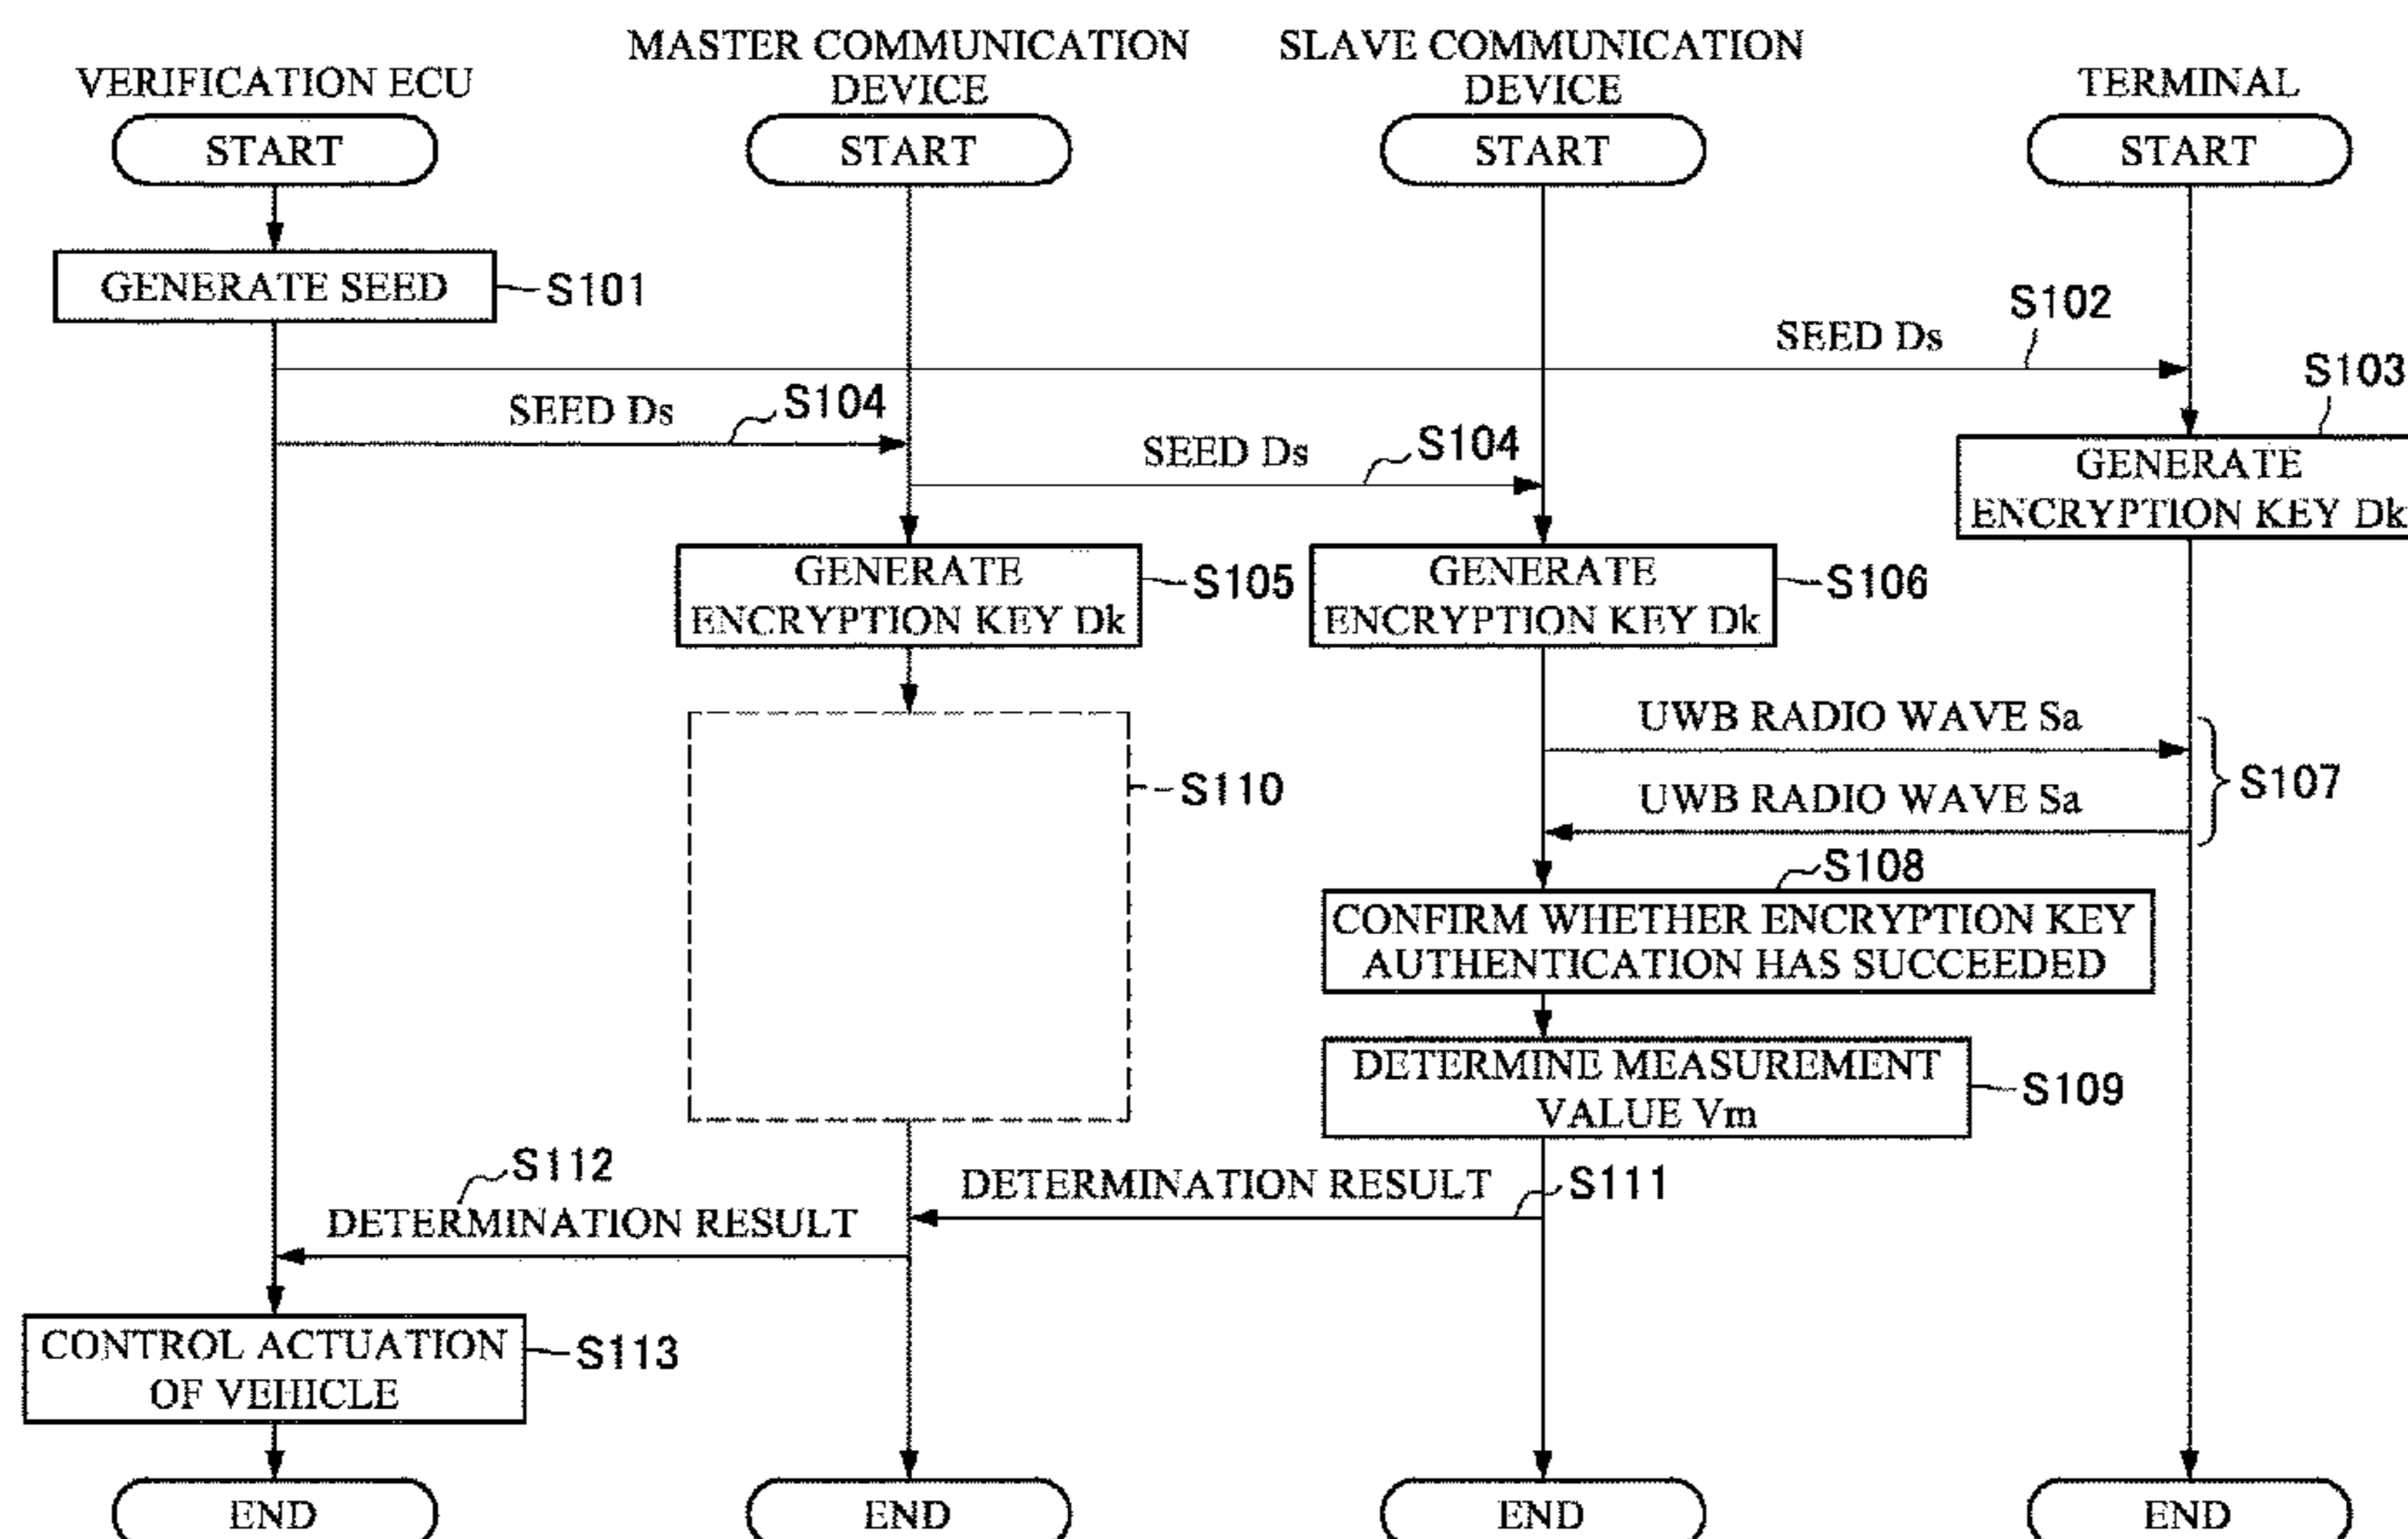 MASTER COMMUNICATION
DEVICE
SLAVE COMMUNICATION
DEVICE
VERIFICATION ECU
TERMINAL
START
START
START
START
GENERATE SEED
S101
SEED Ds
S102
S103
SEED Ds
S104
SEED Ds
S104
GENERATE
ENCRYPTION KEY Dk
GENERATE
ENCRYPTION KEY Dk
S105
GENERATE
ENCRYPTION KEY Dk
S106
UWB RADIO WAVE Sa
S110
UWB RADIO WAVE Sa
S107
S108
CONFIRM WHETHER ENCRYPTION KEY
AUTHENTICATION HAS SUCCEEDED
DETERMINE MEASUREMENT
VALUE Vm
S109
S112
DETERMINATION RESULT
DETERMINATION RESULT
S111
CONTROL ACTUATION
OF VEHICLE
S113
END
END
END
END